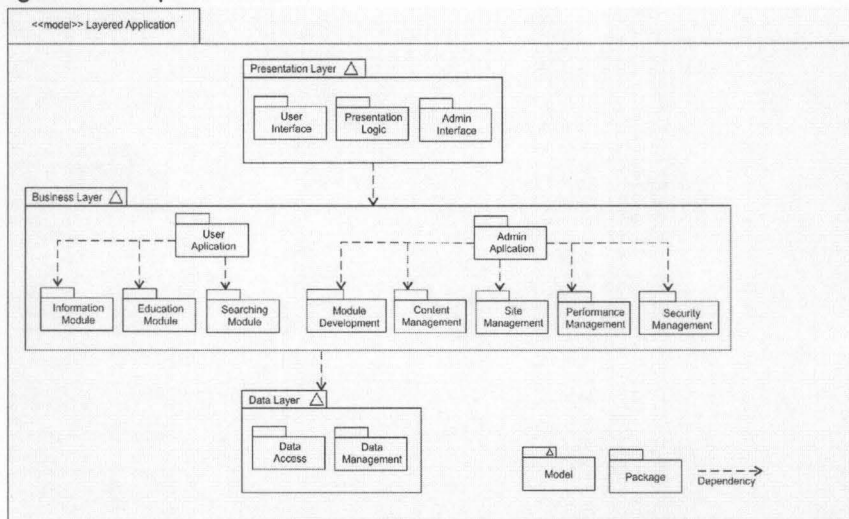 <<model>> Layered Application
Presentation Layer
User
Interface
Presentation
Logic
Admin
Interface
Business Layer
User
Aplication
Admin
Aplication
Information
Module
Education
Module
Searching
Module
Module
Development
Content
Management
Site
Management
Performance
Management
Security
Management
Data Layer
Data
Access
Data
Management
Model
Package
Dependency